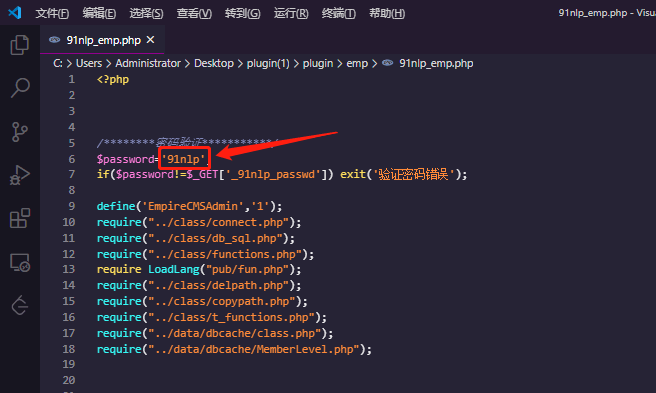 文件(F) 编辑(E) 选择(S) 查看(V) 转到(G) 运行(R) 终端(T) 帮助(H) 91nlp_emp.php - Visua
91nlp_emp.php ×
C: > Users > Administrator > Desktop > plugin(1) > plugin > emp > 91nlp_emp.php
1 <?php
2
3
4
5 /********密码验证***********/
6 $password='91nlp';
7 if($password!=$_GET['_91nlp_passwd']) exit('验证密码错误');
8
9 define('EmpireCMSAdmin','1');
10 require("../class/connect.php");
11 require("../class/db_sql.php");
12 require("../class/functions.php");
13 require LoadLang("pub/fun.php");
14 require("../class/delpath.php");
15 require("../class/copypath.php");
16 require("../class/t_functions.php");
17 require("../data/dbcache/class.php");
18 require("../data/dbcache/MemberLevel.php");
19
20